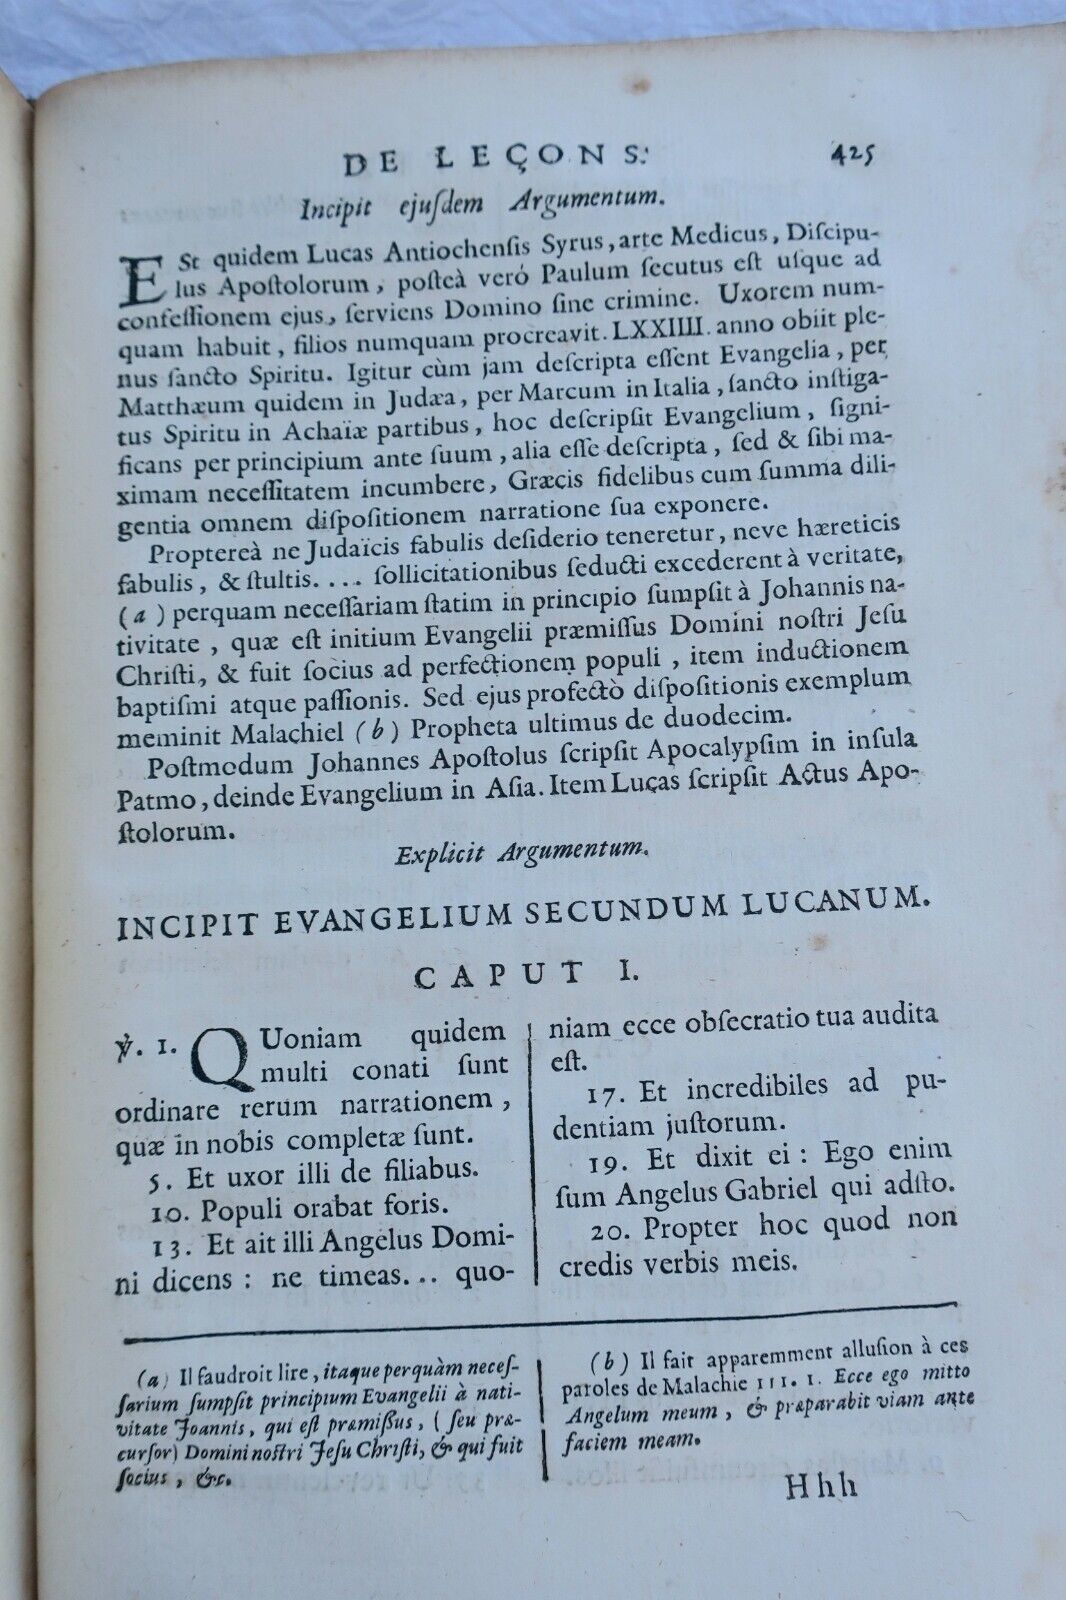 DE LEÇONS. 425
Incipit ejuſdem Argumentum.
ESt quidem Lucas Antiochenſis Syrus, arte Medicus, Diſcipu-
lus Apoſtolorum, poſteà veró Paulum ſecutus eſt uſque ad
confeſſionem ejus, ſerviens Domino ſine crimine. Uxorem num-
quam habuit, filios numquam procreavit. LXXIIII. anno obiit ple-
nus ſancto Spiritu. Igitur cùm jam deſcripta eſſent Evangelia, per
Matthæum quidem in Judæa, per Marcum in Italia, ſancto inſtiga-
tus Spiritu in Achaïæ partibus, hoc deſcripſit Evangelium, ſigni-
ficans per principium ante ſuum, alia eſſe deſcripta, ſed & ſibi ma-
ximam neceſſitatem incumbere, Græcis fidelibus cum ſumma dili-
gentia omnem diſpoſitionem narratione ſua exponere.
Proptereà ne Judaïcis fabulis deſiderio teneretur, neve hæreticis
fabulis, & ſtultis.... ſollicitationibus ſeducti excederent à veritate,
(a) perquam neceſſariam ſtatim in principio ſumpſit à Johannis na-
tivitate, quæ eſt initium Evangelii præmiſſus Domini noſtri Jeſu
Chriſti, & fuit ſocius ad perfectionem populi, item inductionem
baptiſmi atque paſſionis. Sed ejus profectò diſpoſitionis exemplum
meminit Malachiel (b) Propheta ultimus de duodecim.
Poſtmodum Johannes Apoſtolus ſcripſit Apocalypſim in inſula
Patmo, deinde Evangelium in Aſia. Item Luças ſcripſit Actus Apo-
ſtolorum.
Explicit Argumentum.
INCIPIT EVANGELIUM SECUNDUM LUCANUM.
CAPUT I.
℣. 1. QUoniam quidem
multi conati ſunt
ordinare rerum narrationem,
quæ in nobis completæ ſunt.
5. Et uxor illi de filiabus.
10. Populi orabat foris.
13. Et ait illi Angelus Domi-
ni dicens : ne timeas... quo-
niam ecce obſecratio tua audita
eſt.
17. Et incredibiles ad pu-
dentiam juſtorum.
19. Et dixit ei : Ego enim
ſum Angelus Gabriel qui adſto.
20. Propter hoc quod non
credis verbis meis.
(a) Il faudroit lire, itaque perquàm neceſ-
ſarium ſumpſit principium Evangelii à nati-
vitate Joannis, qui eſt præmiſſus, (ſeu præ-
curſor) Domini noſtri Jeſu Chriſti, & qui fuit
ſocius, &c.
(b) Il fait apparemment alluſion à ces
paroles de Malachie III. 1. Ecce ego mitto
Angelum meum, & præparabit viam ante
faciem meam.
Hhh